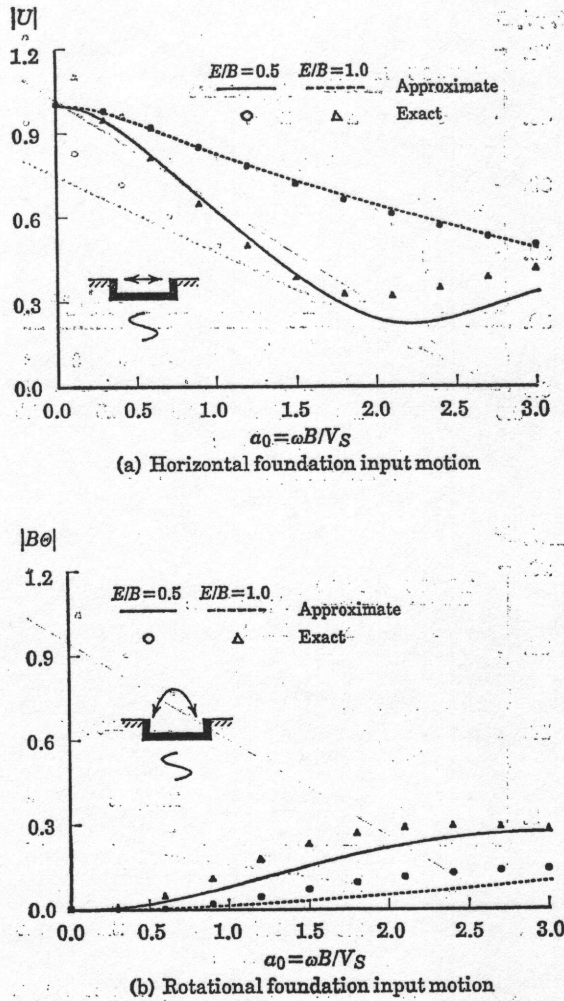 |U|
1.2
0.9
0.6
0.3
0.0
E/B=0.5 E/B=1.0
Approximate
Exact
0.0 0.5 1.0 1.5 2.0 2.5 3.0
a₀=ωB/V_S
(a) Horizontal foundation input motion
|BΘ|
1.2
0.9
0.6
0.3
0.0
E/B=0.5 E/B=1.0
Approximate
Exact
0.0 0.5 1.0 1.5 2.0 2.5 3.0
a₀=ωB/V_S
(b) Rotational foundation input motion